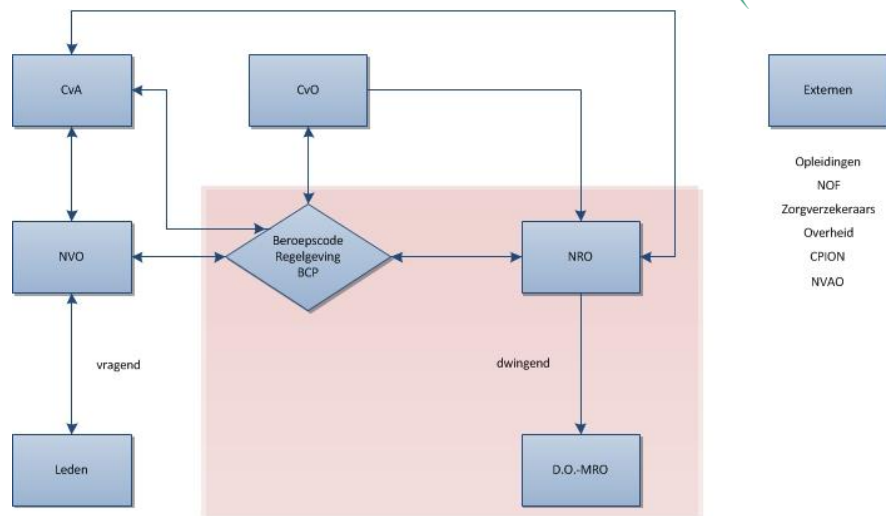 CvA
CvO
Externen
Opleidingen
NOF
Zorgverzekeraars
Overheid
CPION
NVAO
NVO
Beroepscode
Regelgeving
BCP
NRO
vragend
dwingend
Leden
D.O.-MRO